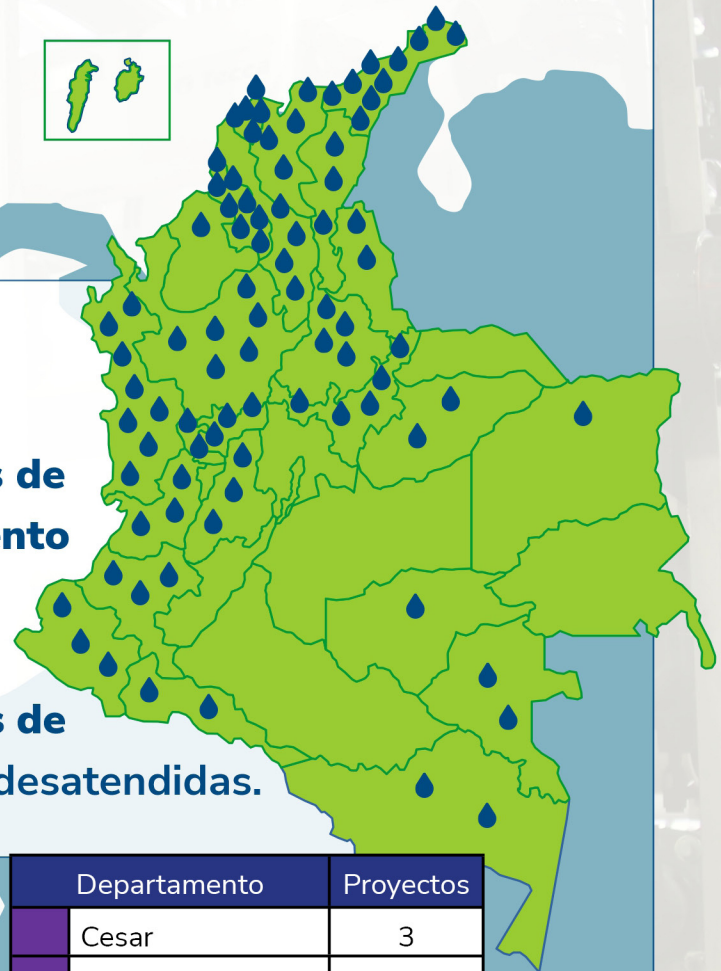 s de
nto
s de
desatendidas.
Departamento Proyectos
Cesar 3